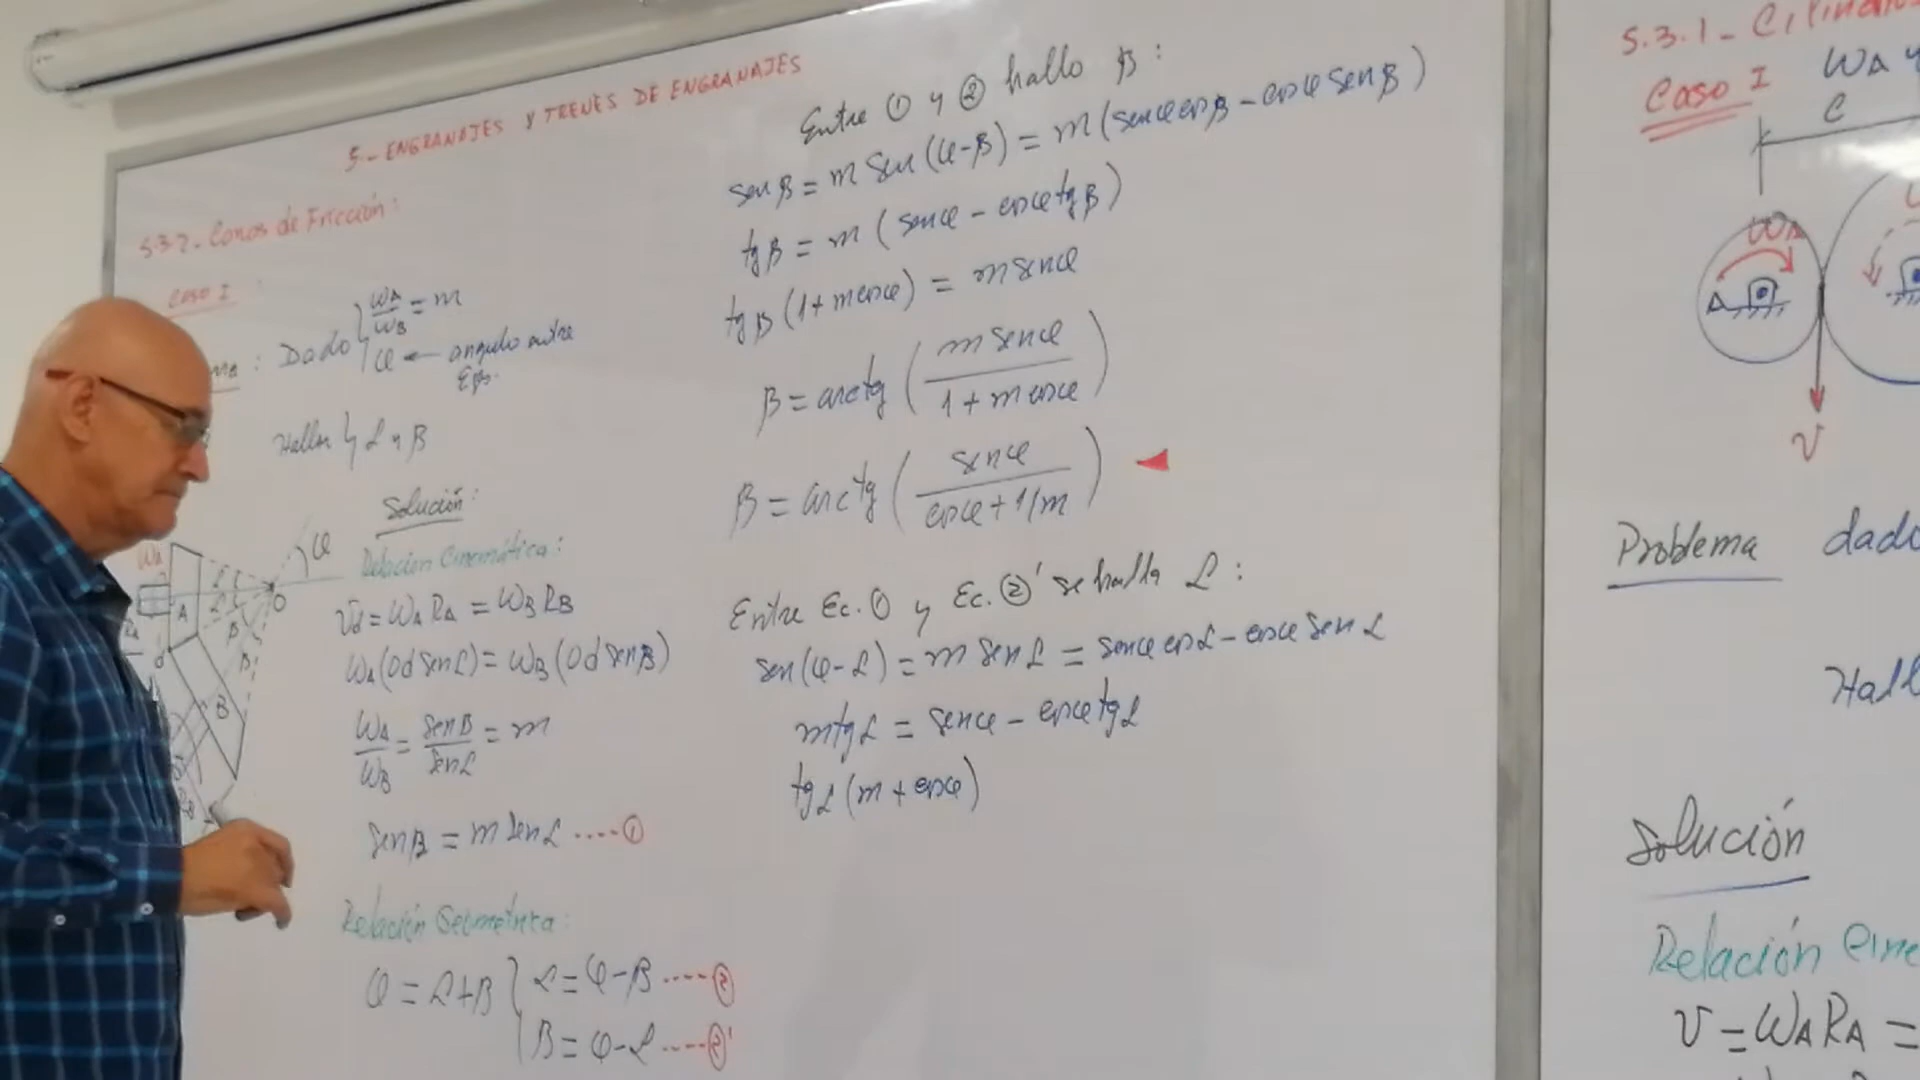 5.- ENGRANAJES Y TRENES DE ENGRANAJES
5.3.2.- Conos de Fricción:
Caso I :
: Dado { WA/WB = m
φ ← angulo entre
Ejes.
Hallar { α y β
Solución:
Relación Cinemática:
Vd = WA RA = WB RB
WA (Od Sen α) = WB (Od Sen β)
WA/WB = Sen β/Sen α = m
Sen β = m Sen α ....①
Relación Geométrica:
φ = α+β { α = φ-β ....②
β = φ-α ....②'
WA
A
α
α
O
φ
β
β
d
B
RB
Entre ① y ② hallo β :
sen β = m Sen (φ-β) = m (sen φ cos β - cos φ sen β)
tg β = m (sen φ - cos φ tg β)
tg β (1 + m cos φ) = m sen φ
β = arctg (m sen φ / 1 + m cos φ)
β = arctg (sen φ / cos φ + 1/m)
Entre Ec. ① y Ec. ②' se halla α :
sen (φ-α) = m sen α = sen φ cos α - cos φ sen α
m tg α = sen φ - cos φ tg α
tg α (m + cos φ)
5.3.1 -
Caso I WA y
C
WA
A
V
Problema dado
Hall
Solución
Relación Cine
V = WA RA =